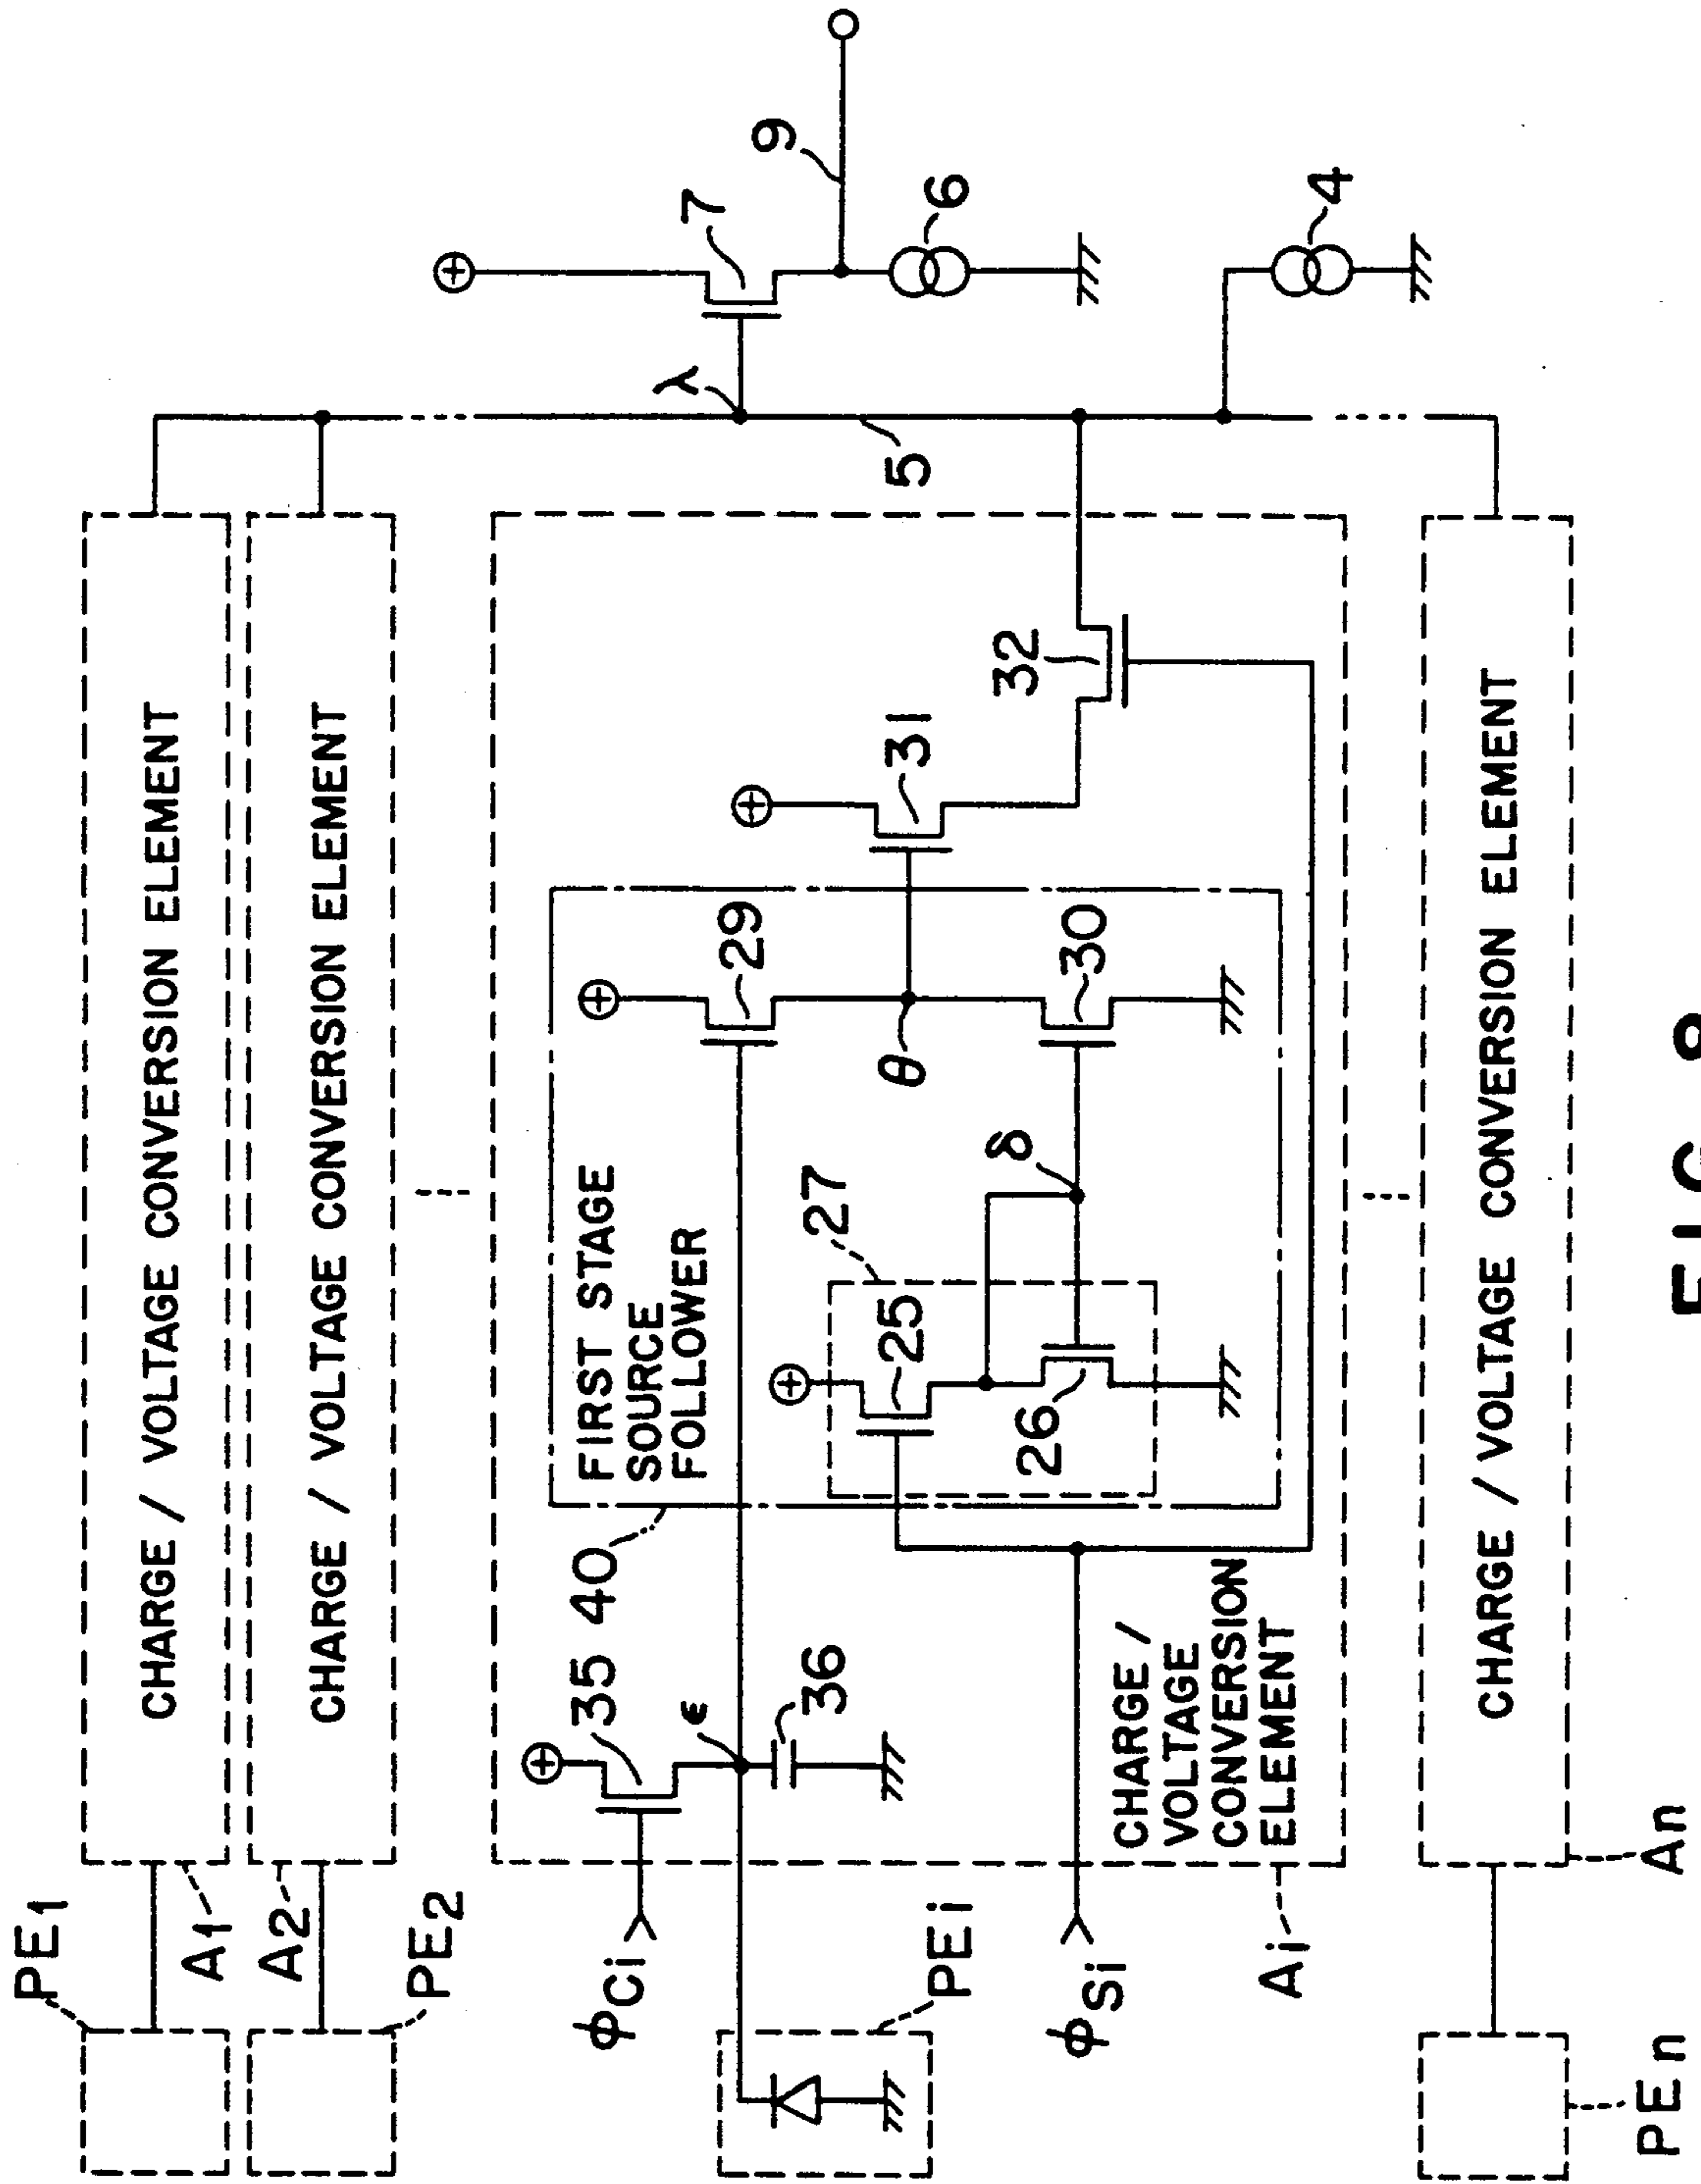 PE1
A1
CHARGE / VOLTAGE CONVERSION ELEMENT
A2
PE2
CHARGE / VOLTAGE CONVERSION ELEMENT
ϕCi
35
40
FIRST STAGE
SOURCE
FOLLOWER
29
ϵ
36
27
25
26
δ
θ
30
31
32
λ
7
9
5
6
4
PEi
ϕSi
Ai
CHARGE /
VOLTAGE
CONVERSION
ELEMENT
CHARGE / VOLTAGE CONVERSION ELEMENT
An
PEn